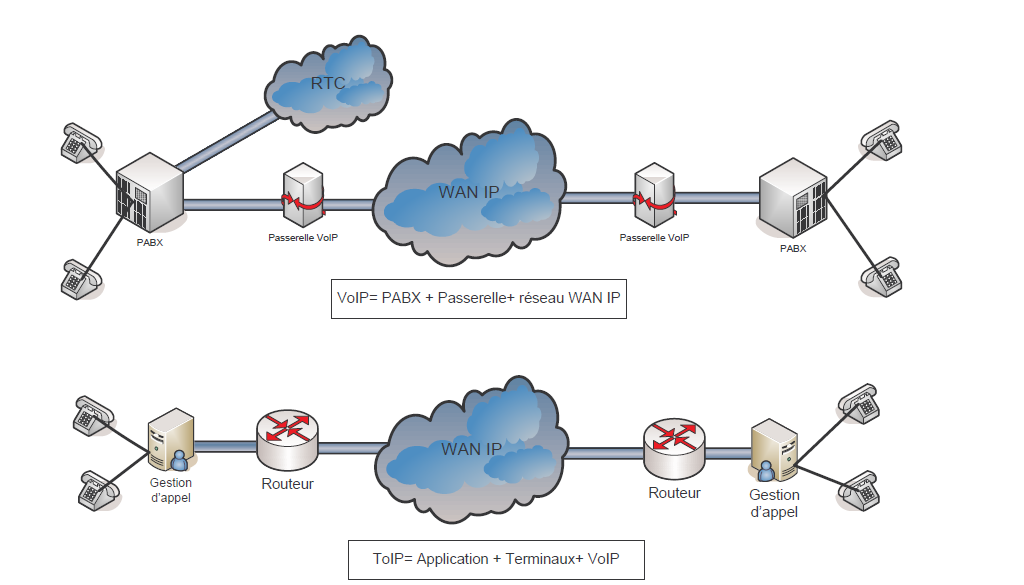 RTC
WAN IP
PABX
Passerelle VoIP
Passerelle VoIP
PABX
VoIP= PABX + Passerelle+ réseau WAN IP
WAN IP
Gestion
d'appel
Routeur
Routeur
Gestion
d'appel
ToIP= Application + Terminaux+ VoIP